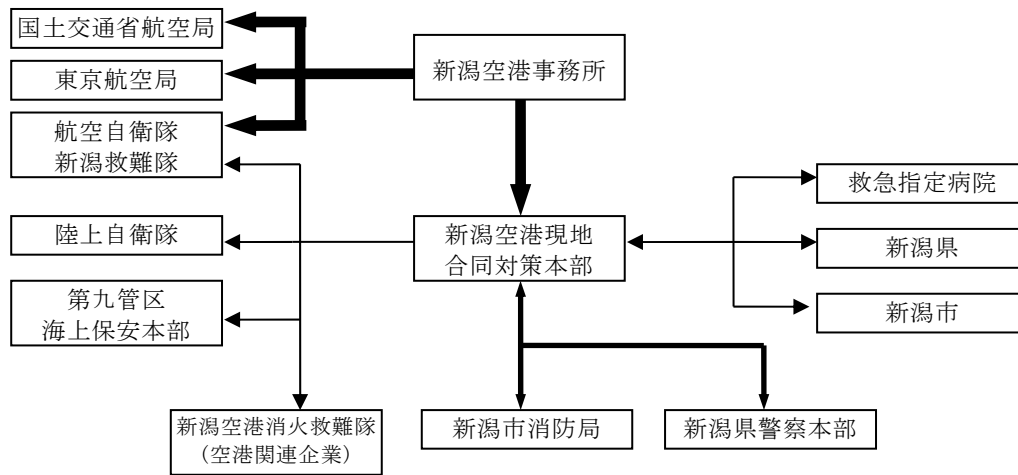 国土交通省航空局
東京航空局
航空自衛隊
新潟救難隊
陸上自衛隊
第九管区
海上保安本部
新潟空港事務所
新潟空港現地
合同対策本部
救急指定病院
新潟県
新潟市
新潟空港消火救難隊
(空港関連企業)
新潟市消防局
新潟県警察本部